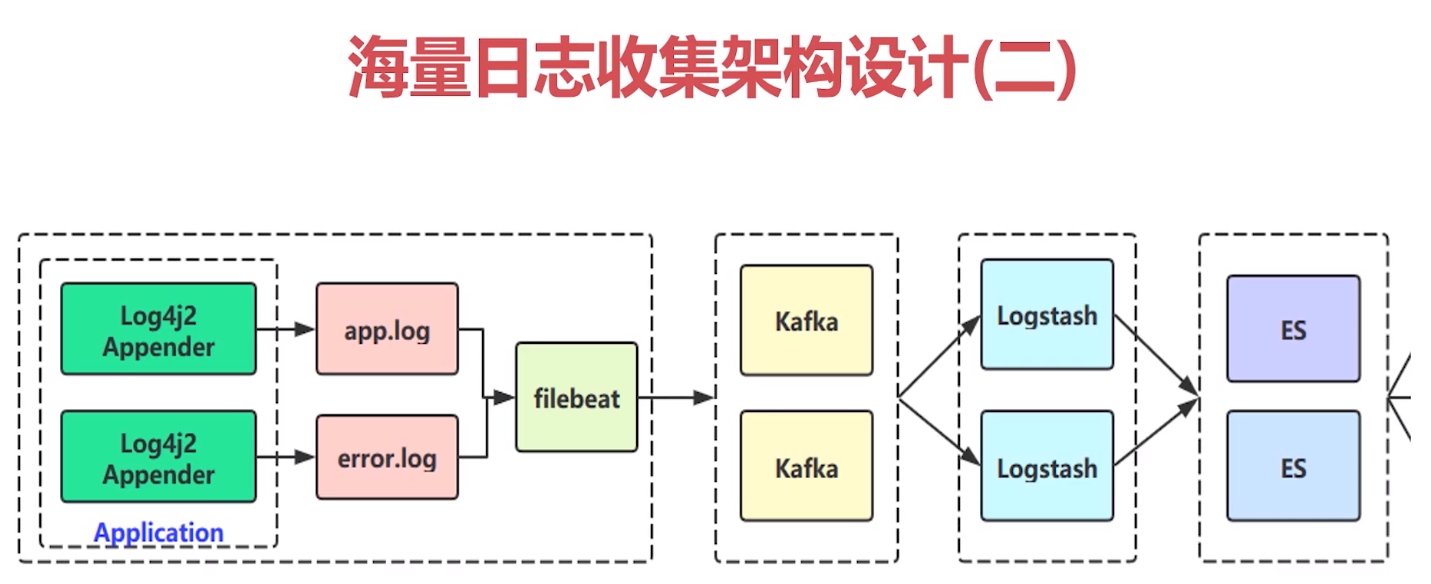 海量日志收集架构设计(二)
Log4j2
Appender
app.log
Log4j2
Appender
error.log
Application
filebeat
Kafka
Kafka
Logstash
Logstash
ES
ES